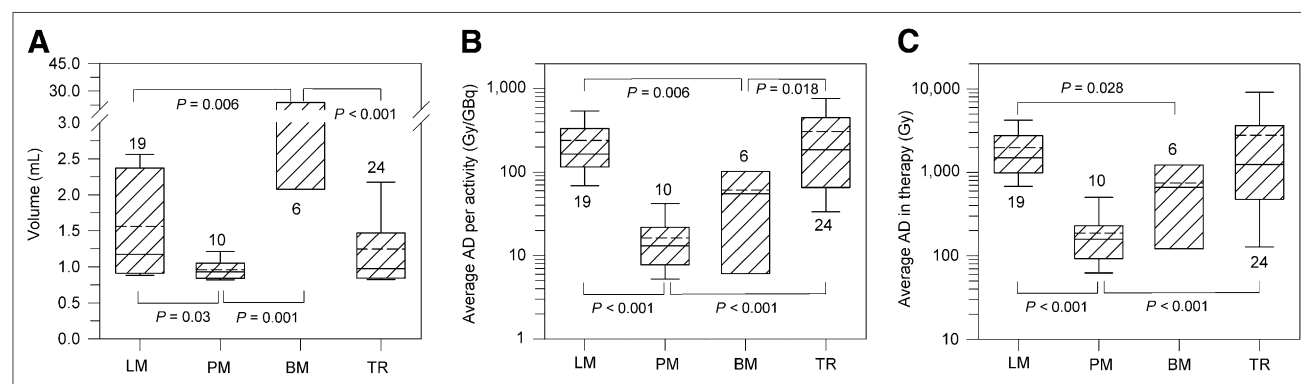 A
Volume (mL)
45.0
30.0
3.0
2.5
2.0
1.5
1.0
0.5
0.0
P = 0.006
P < 0.001
19
10
6
24
P = 0.03
P = 0.001
LM PM BM TR
B
Average AD per activity (Gy/GBq)
1,000
100
10
1
P = 0.006
P = 0.018
19
10
6
24
P < 0.001
P < 0.001
LM PM BM TR
C
Average AD in therapy (Gy)
10,000
1,000
100
10
P = 0.028
19
10
6
24
P < 0.001
P < 0.001
LM PM BM TR